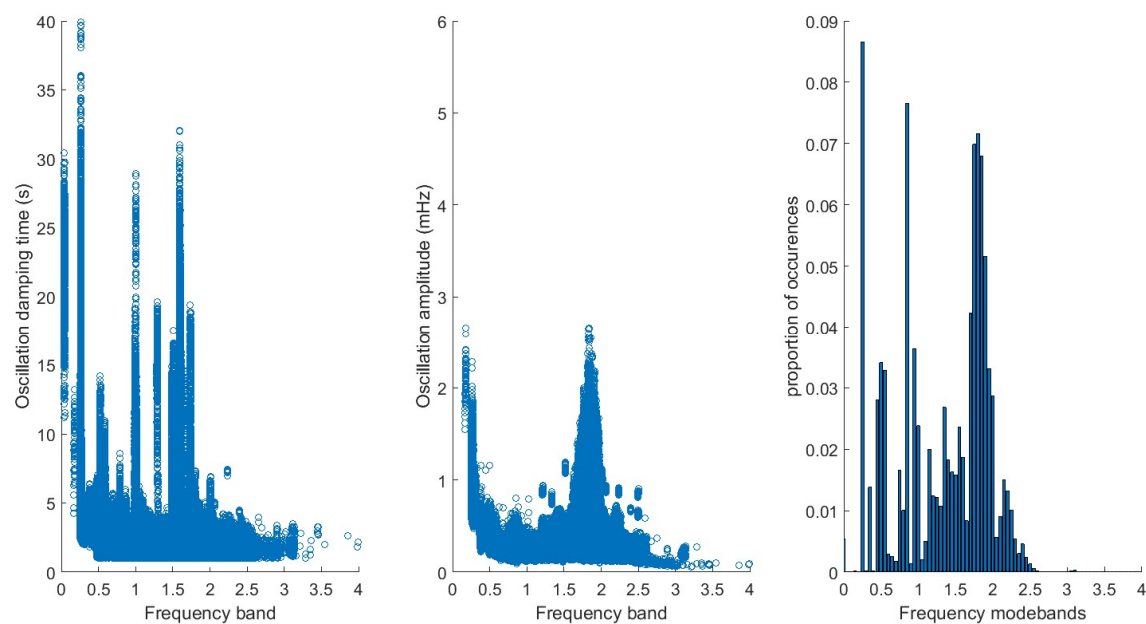 40
35
30
25
20
15
10
5
0
Oscillation damping time (s)
0 0.5 1 1.5 2 2.5 3 3.5 4
Frequency band
6
5
4
3
2
1
0
Oscillation amplitude (mHz)
0 0.5 1 1.5 2 2.5 3 3.5 4
Frequency band
0.09
0.08
0.07
0.06
0.05
0.04
0.03
0.02
0.01
0
proportion of occurences
0 0.5 1 1.5 2 2.5 3 3.5 4
Frequency modebands